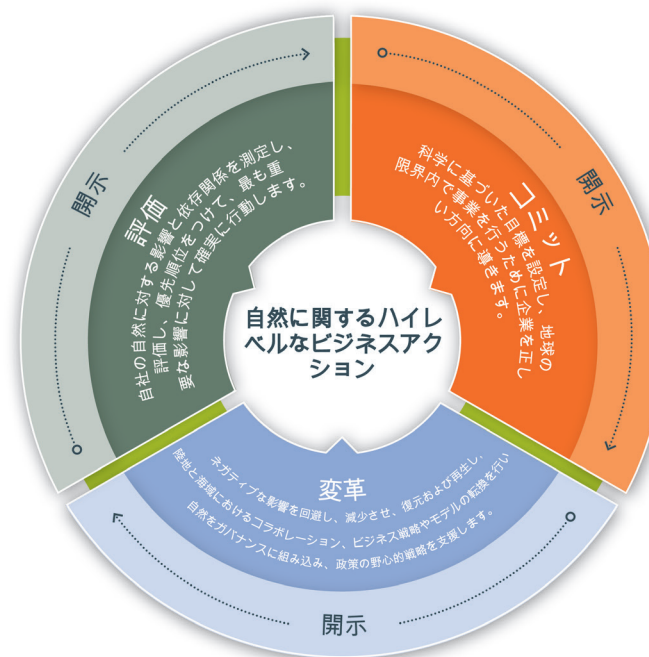 開示
評価
自社の自然に対する影響と依存関係を測定し、
評価し、優先順位をつけて、最も重
要な影響に対して確実に行動します。
開示
コミット
科学に基づいた目標を設定し、地球の
限界内で事業を行うために企業を正し
い方向に導きます。
自然に関するハイレ
ベルなビジネスアク
ション
変革
ネガティブな影響を回避し、減少させ、復元および再生し、
陸地と海域におけるコラボレーション、ビジネス戦略やモデルの転換を行い
自然をガバナンスに組み込み、政策の野心的戦略を支援します。
開示